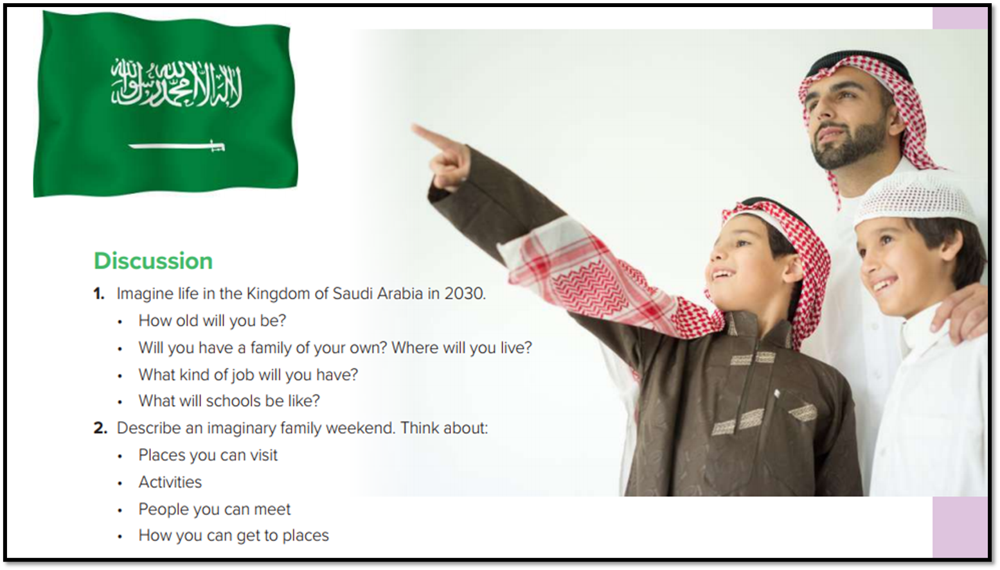 لا إله إلا الله محمد رسول الله
Discussion
1. Imagine life in the Kingdom of Saudi Arabia in 2030.
• How old will you be?
• Will you have a family of your own? Where will you live?
• What kind of job will you have?
• What will schools be like?
2. Describe an imaginary family weekend. Think about:
• Places you can visit
• Activities
• People you can meet
• How you can get to places